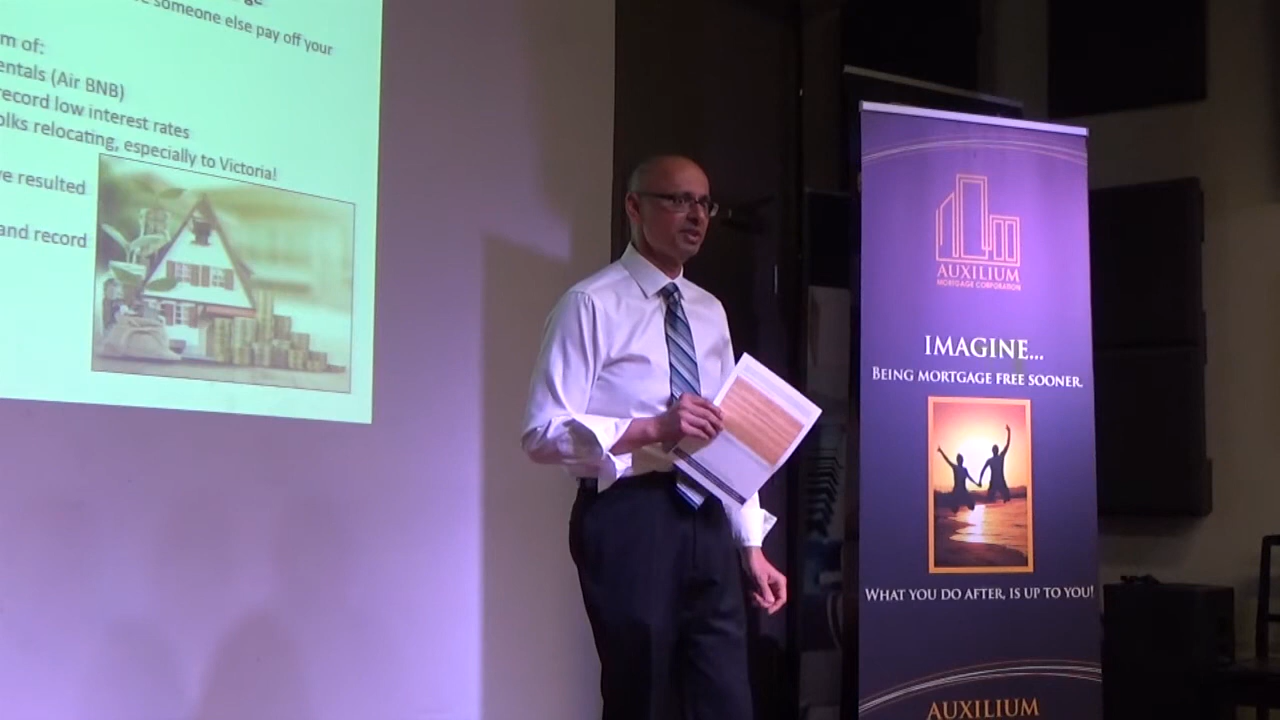 someone else pay off your
m of:
entals (Air BNB)
record low interest rates
olks relocating, especially to Victoria!
ve resulted
and record
AUXILIUM
MORTGAGE CORPORATION
IMAGINE...
BEING MORTGAGE FREE SOONER.
WHAT YOU DO AFTER, IS UP TO YOU!
AUXILIUM